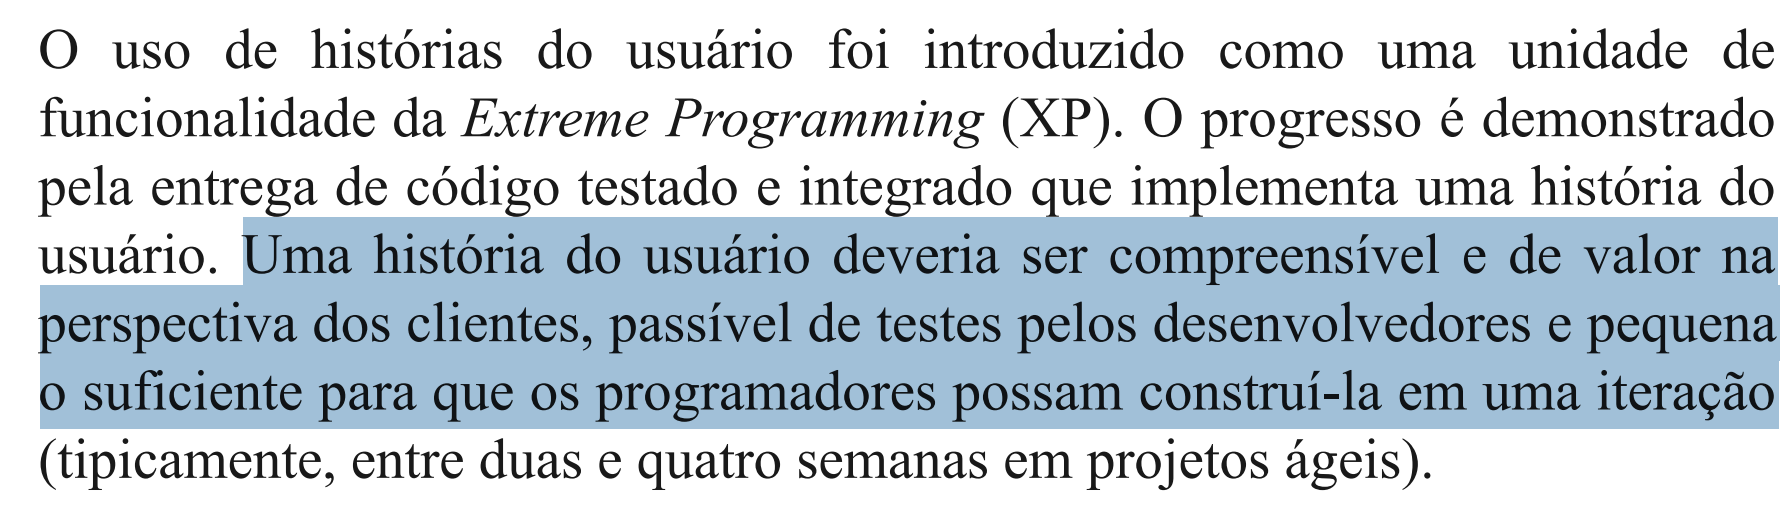 O uso de histórias do usuário foi introduzido como uma unidade de
funcionalidade da Extreme Programming (XP). O progresso é demonstrado
pela entrega de código testado e integrado que implementa uma história do
usuário. Uma história do usuário deveria ser compreensível e de valor na
perspectiva dos clientes, passível de testes pelos desenvolvedores e pequena
o suficiente para que os programadores possam construí-la em uma iteração
(tipicamente, entre duas e quatro semanas em projetos ágeis).